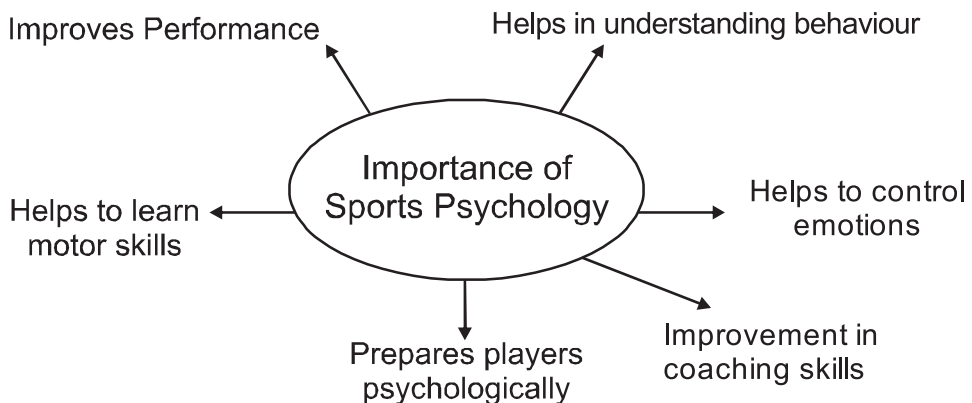 Improves Performance
Helps in understanding behaviour
Importance of
Sports Psychology
Helps to learn
motor skills
Helps to control
emotions
Prepares players
psychologically
Improvement in
coaching skills